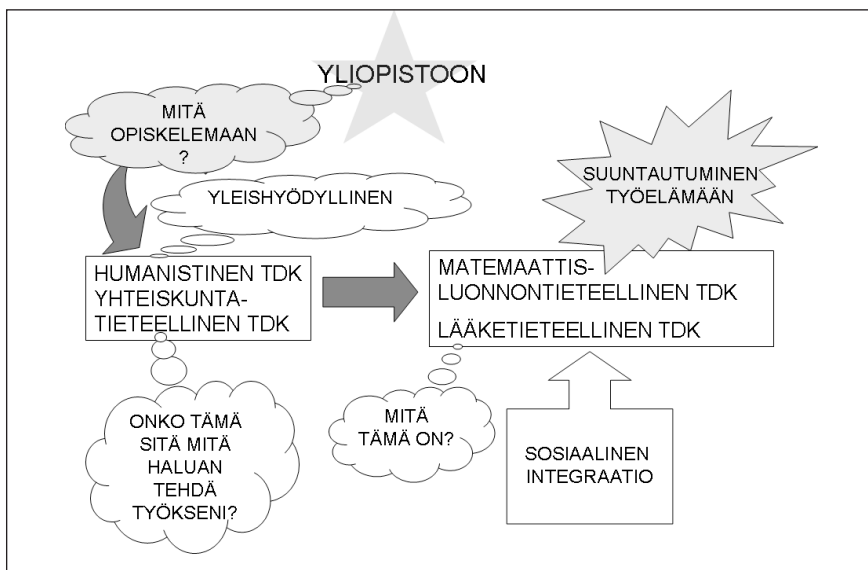 YLIOPISTOON
MITÄ
OPISKELEMAAN
?
YLEISHYÖDYLLINEN
SUUNTAUTUMINEN
TYÖELÄMÄÄN
HUMANISTINEN TDK
YHTEISKUNTA-
TIETEELLINEN TDK
MATEMAATTIS-
LUONNONTIETEELLINEN TDK
LÄÄKETIETEELLINEN TDK
ONKO TÄMÄ
SITÄ MITÄ
HALUAN
TEHDÄ
TYÖKSENI?
MITÄ
TÄMÄ ON?
SOSIAALINEN
INTEGRAATIO